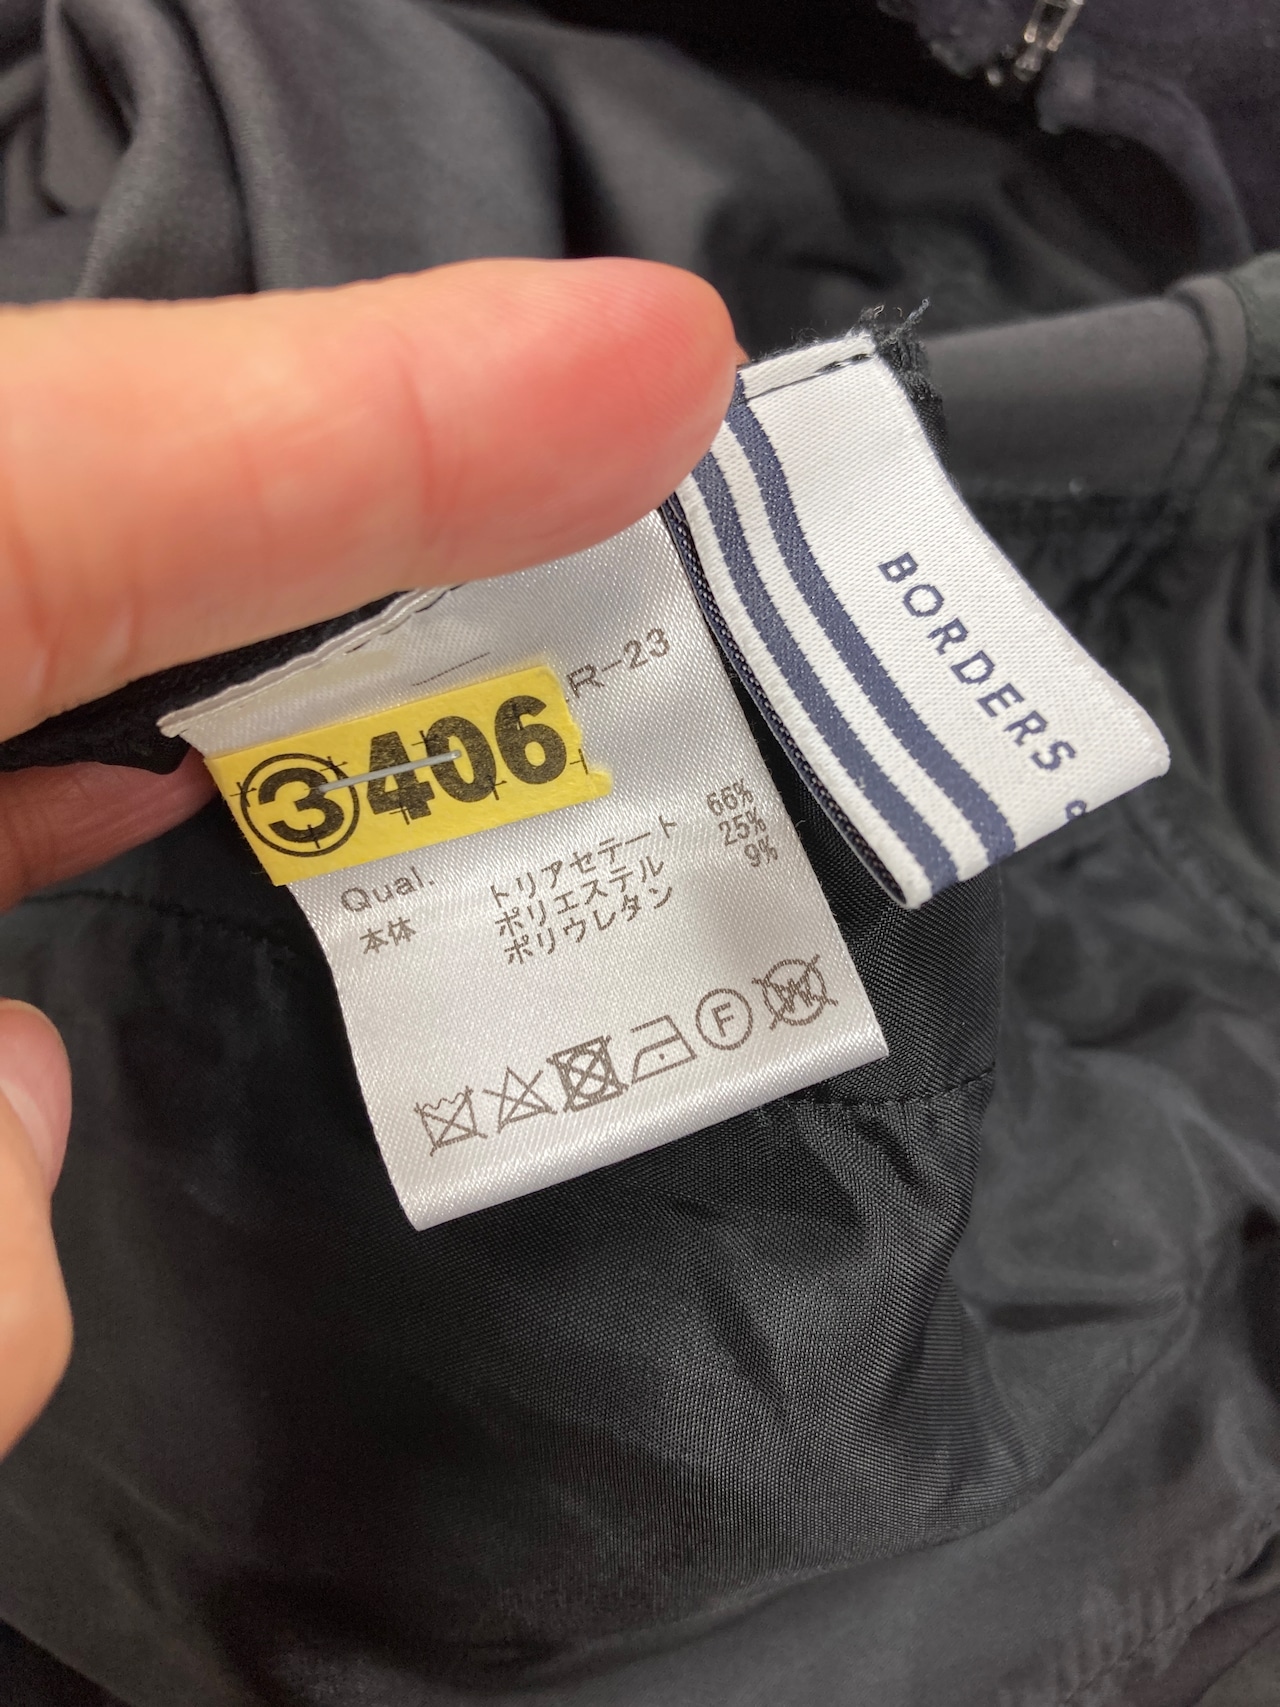 R-23
③406
Qual.
本体
トリアセテート 66%
ポリエステル 25%
ポリウレタン 9%
F
W
BORDERS